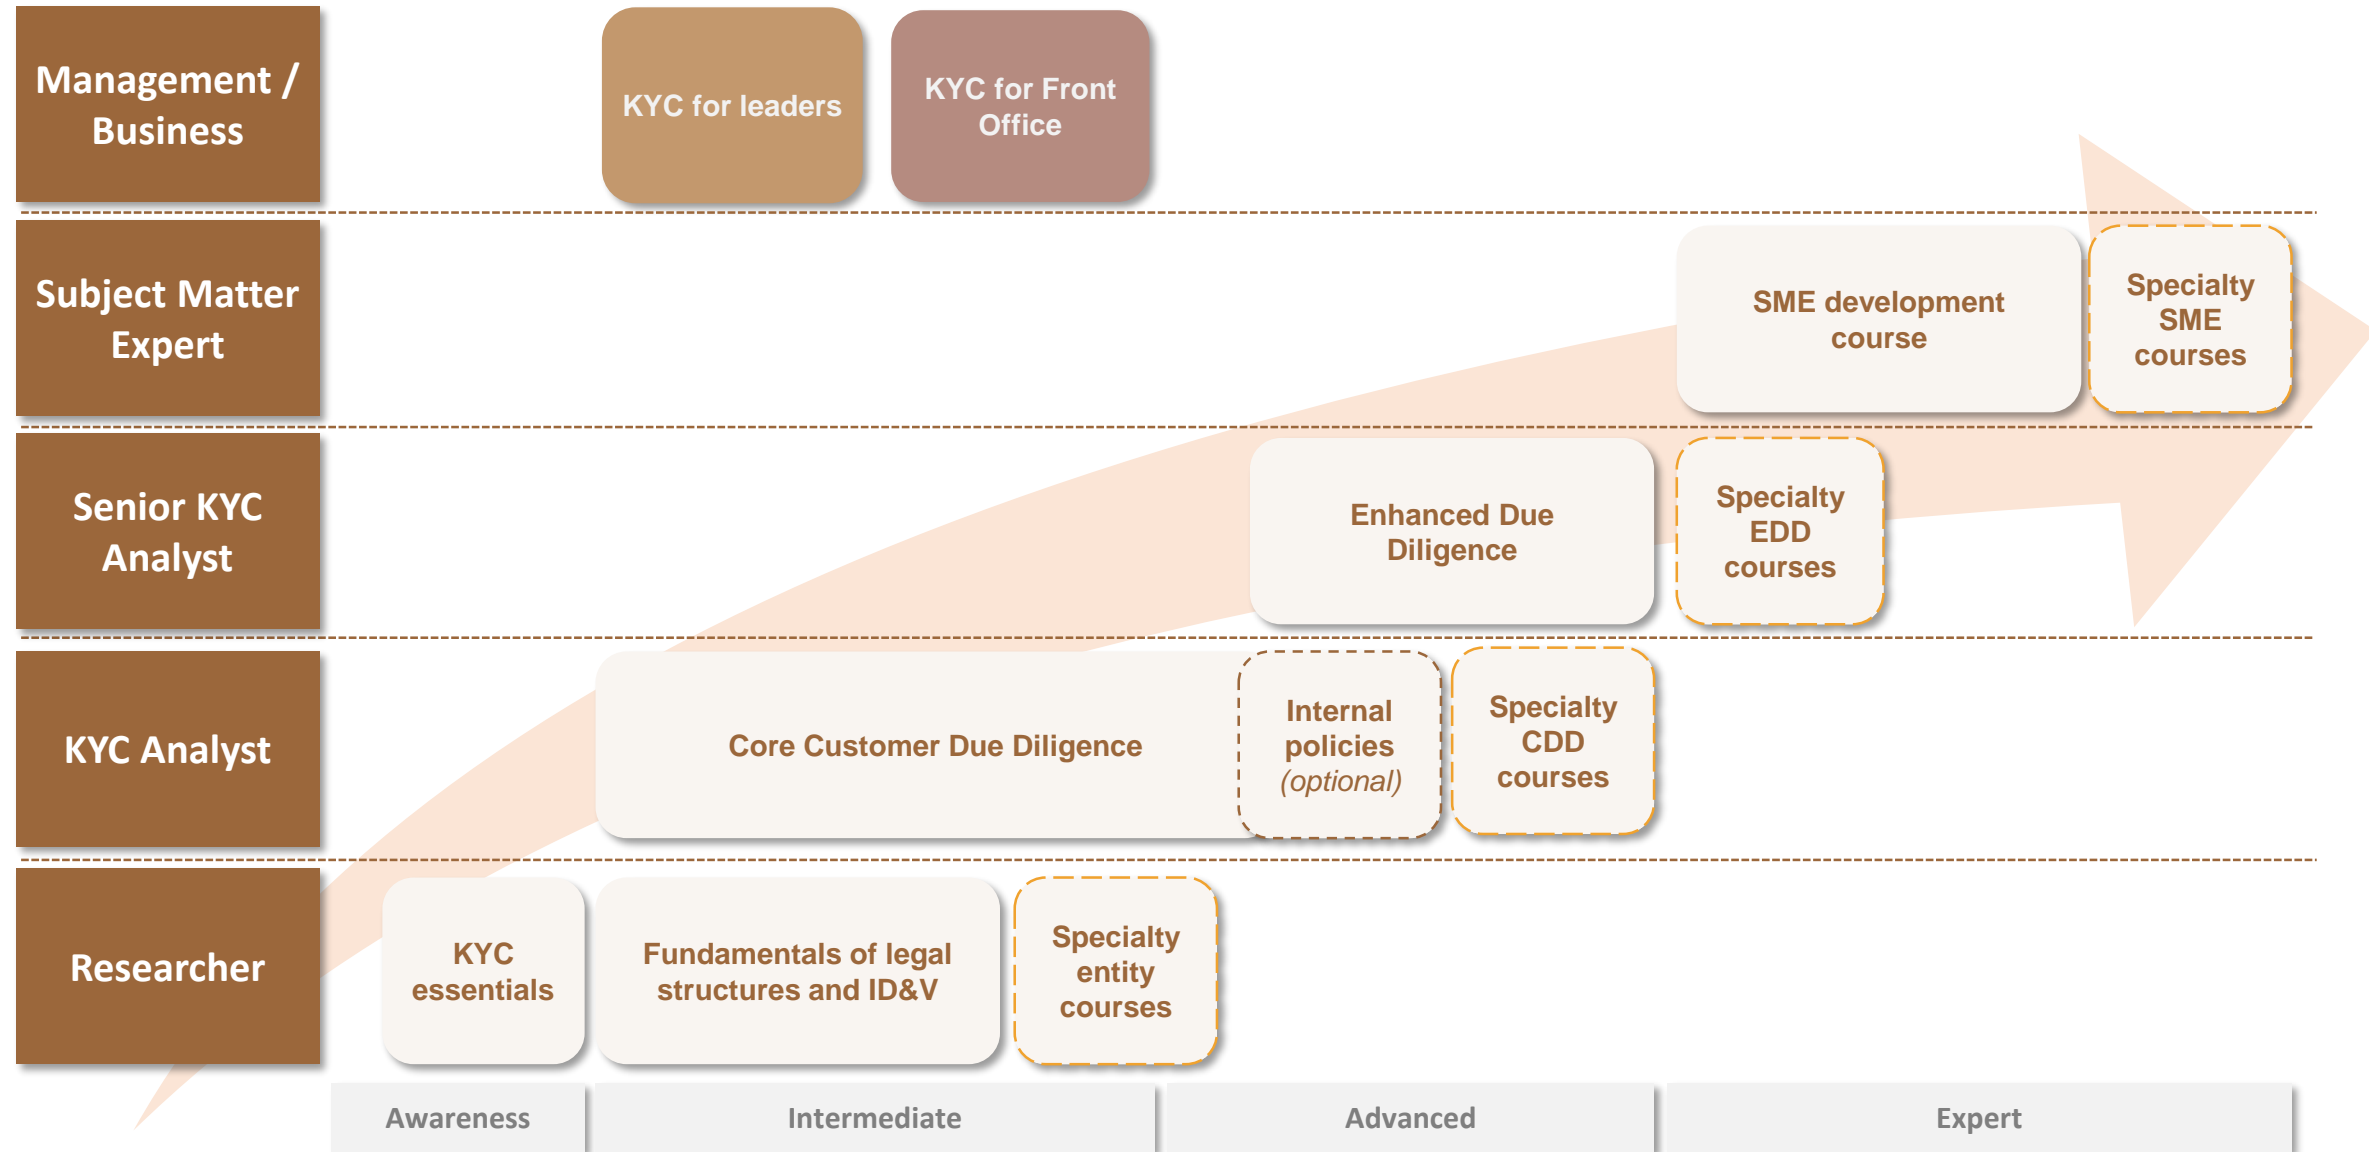 Management /
Business
KYC for leaders
KYC for Front
Office
Subject Matter
Expert
SME development
course
Specialty
SME
courses
Senior KYC
Analyst
Enhanced Due
Diligence
Specialty
EDD
courses
KYC Analyst
Core Customer Due Diligence
Internal
policies
(optional)
Specialty
CDD
courses
Researcher
KYC
essentials
Fundamentals of legal
structures and ID&V
Specialty
entity
courses
Awareness
Intermediate
Advanced
Expert